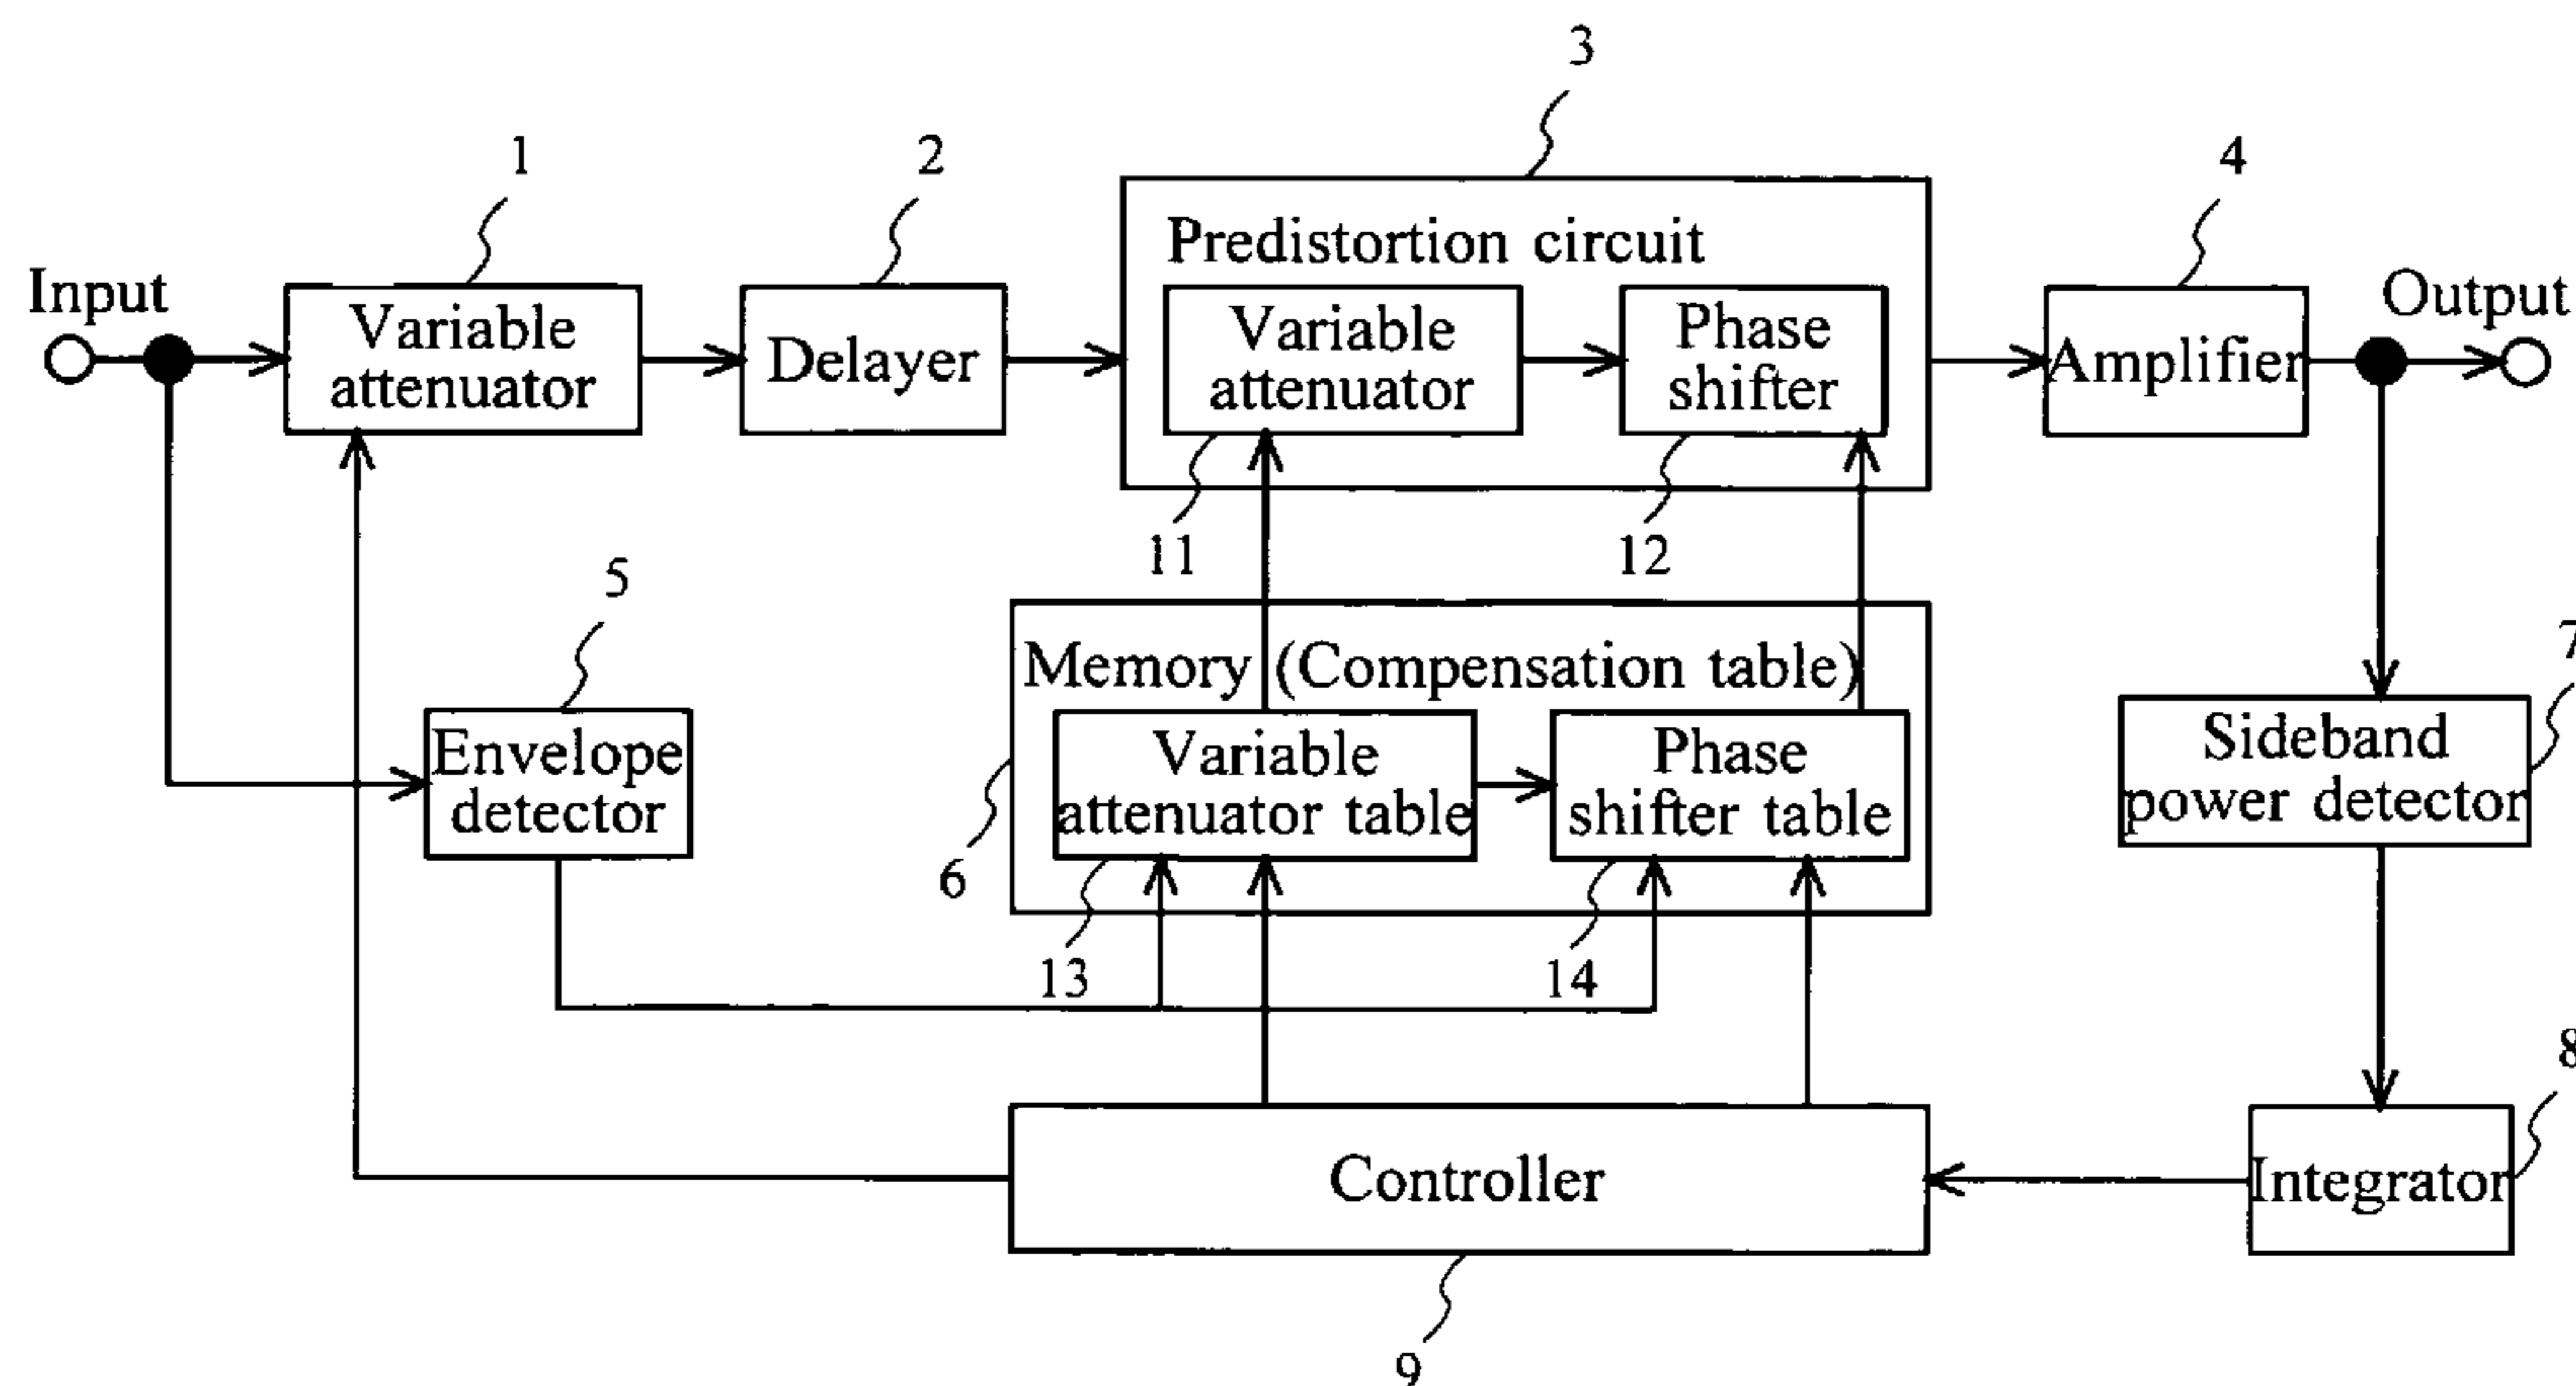 3
1
2
4
Predistortion circuit
Input
Output
Variable
attenuator
Delayer
Variable
attenuator
Phase
shifter
Amplifier
11
12
5
7
Memory (Compensation table)
Envelope
detector
Variable
attenuator table
Phase
shifter table
Sideband
power detector
6
13
14
8
Controller
Integrator
9